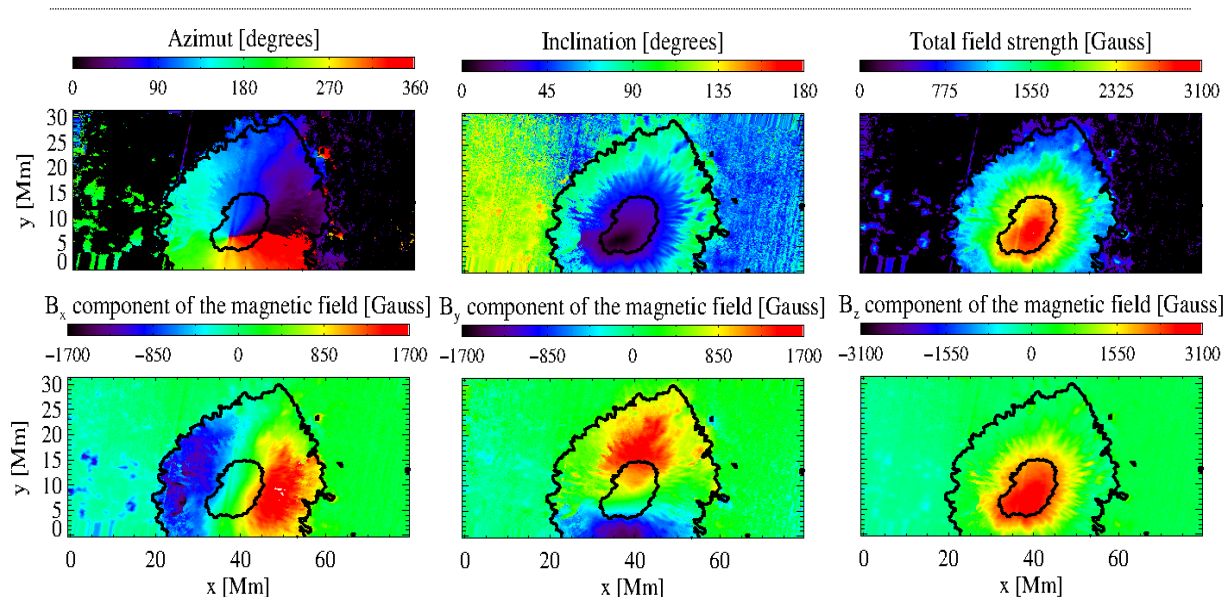 Azimut [degrees] Inclination [degrees] Total field strength [Gauss]
0 90 180 270 360 0 45 90 135 180 0 775 1550 2325 3100
30
25
20
15
10
5
0
y [Mm]
B_x component of the magnetic field [Gauss] B_y component of the magnetic field [Gauss] B_z component of the magnetic field [Gauss]
−1700 −850 0 850 1700 −1700 −850 0 850 1700 −3100 −1550 0 1550 3100
30
25
20
15
10
5
0
y [Mm]
0 20 40 60 0 20 40 60 0 20 40 60
x [Mm] x [Mm] x [Mm]